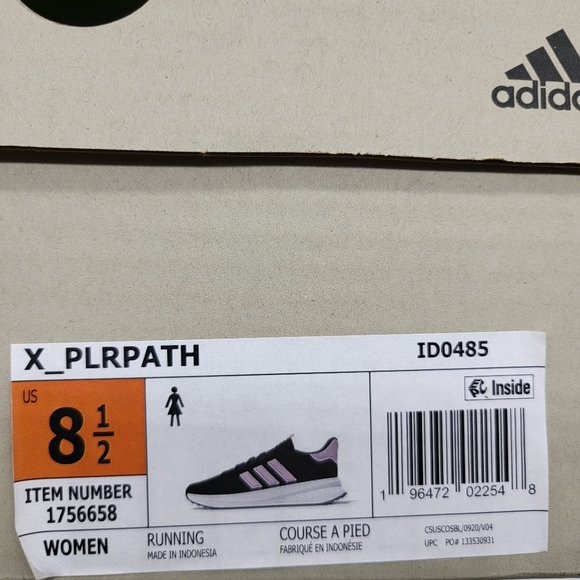 adidas
X_PLRPATH ID0485
US
8 1/2
Inside
1 96472 02254 8
ITEM NUMBER
1756658
WOMEN
RUNNING
MADE IN INDONESIA
COURSE A PIED
FABRIQUÉ EN INDONÉSIE
CSUSCOSBL/0920/V04
UPC PO# 133530931